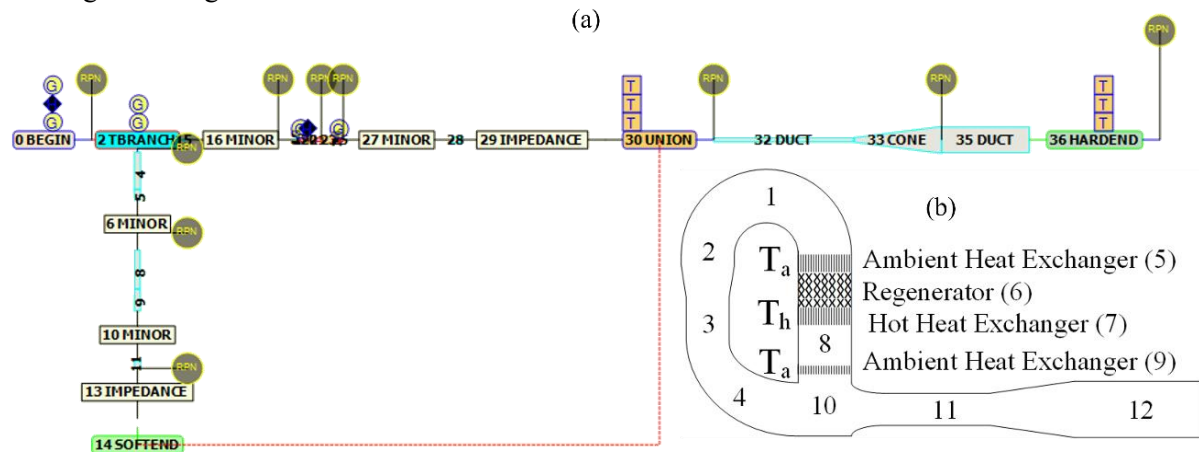 (a)
G
G
G
G
RPN
RPN
RPN
RPN
RPN
RPN
RPN
T
T
T
T
T
T
0 BEGIN
2 TBRANCH
16 MINOR
27 MINOR
28
29 IMPEDANCE
30 UNION
32 DUCT
33 CONE
35 DUCT
36 HARDEND
RPN
4
5
6 MINOR
RPN
8
9
10 MINOR
11
RPN
13 IMPEDANCE
14 SOFTEND
1
(b)
2
Ta
Ambient Heat Exchanger (5)
Regenerator (6)
3
Th
Hot Heat Exchanger (7)
8
Ta
Ambient Heat Exchanger (9)
4
10
11
12